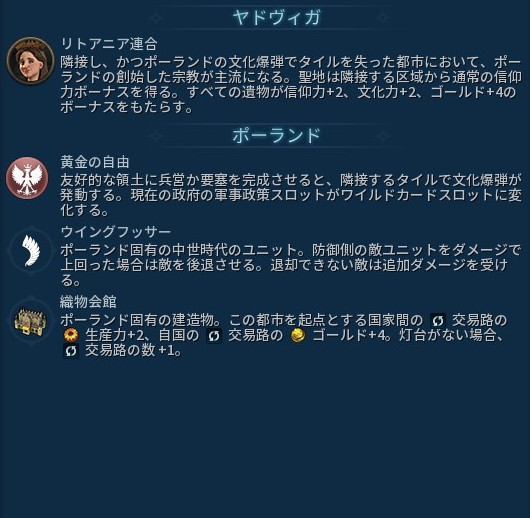 ヤドヴィガ
リトアニア連合
隣接し、かつポーランドの文化爆弾でタイルを失った都市において、ポー
ランドの創始した宗教が主流になる。聖地は隣接する区域から通常の信仰
力ボーナスを得る。すべての遺物が信仰力+2、文化力+2、ゴールド+4の
ボーナスをもたらす。
ポーランド
黄金の自由
友好的な領土に兵営か要塞を完成させると、隣接するタイルで文化爆弾が
発動する。現在の政府の軍事政策スロットがワイルドカードスロットに変
化する。
ウイングフッサー
ポーランド固有の中世時代のユニット。防御側の敵ユニットをダメージで
上回った場合は敵を後退させる。退却できない敵は追加ダメージを受け
る。
織物会館
ポーランド固有の建造物。この都市を起点とする国家間の 交易路の
生産力+2、自国の 交易路の ゴールド+4。灯台がない場合、
交易路の数 +1。